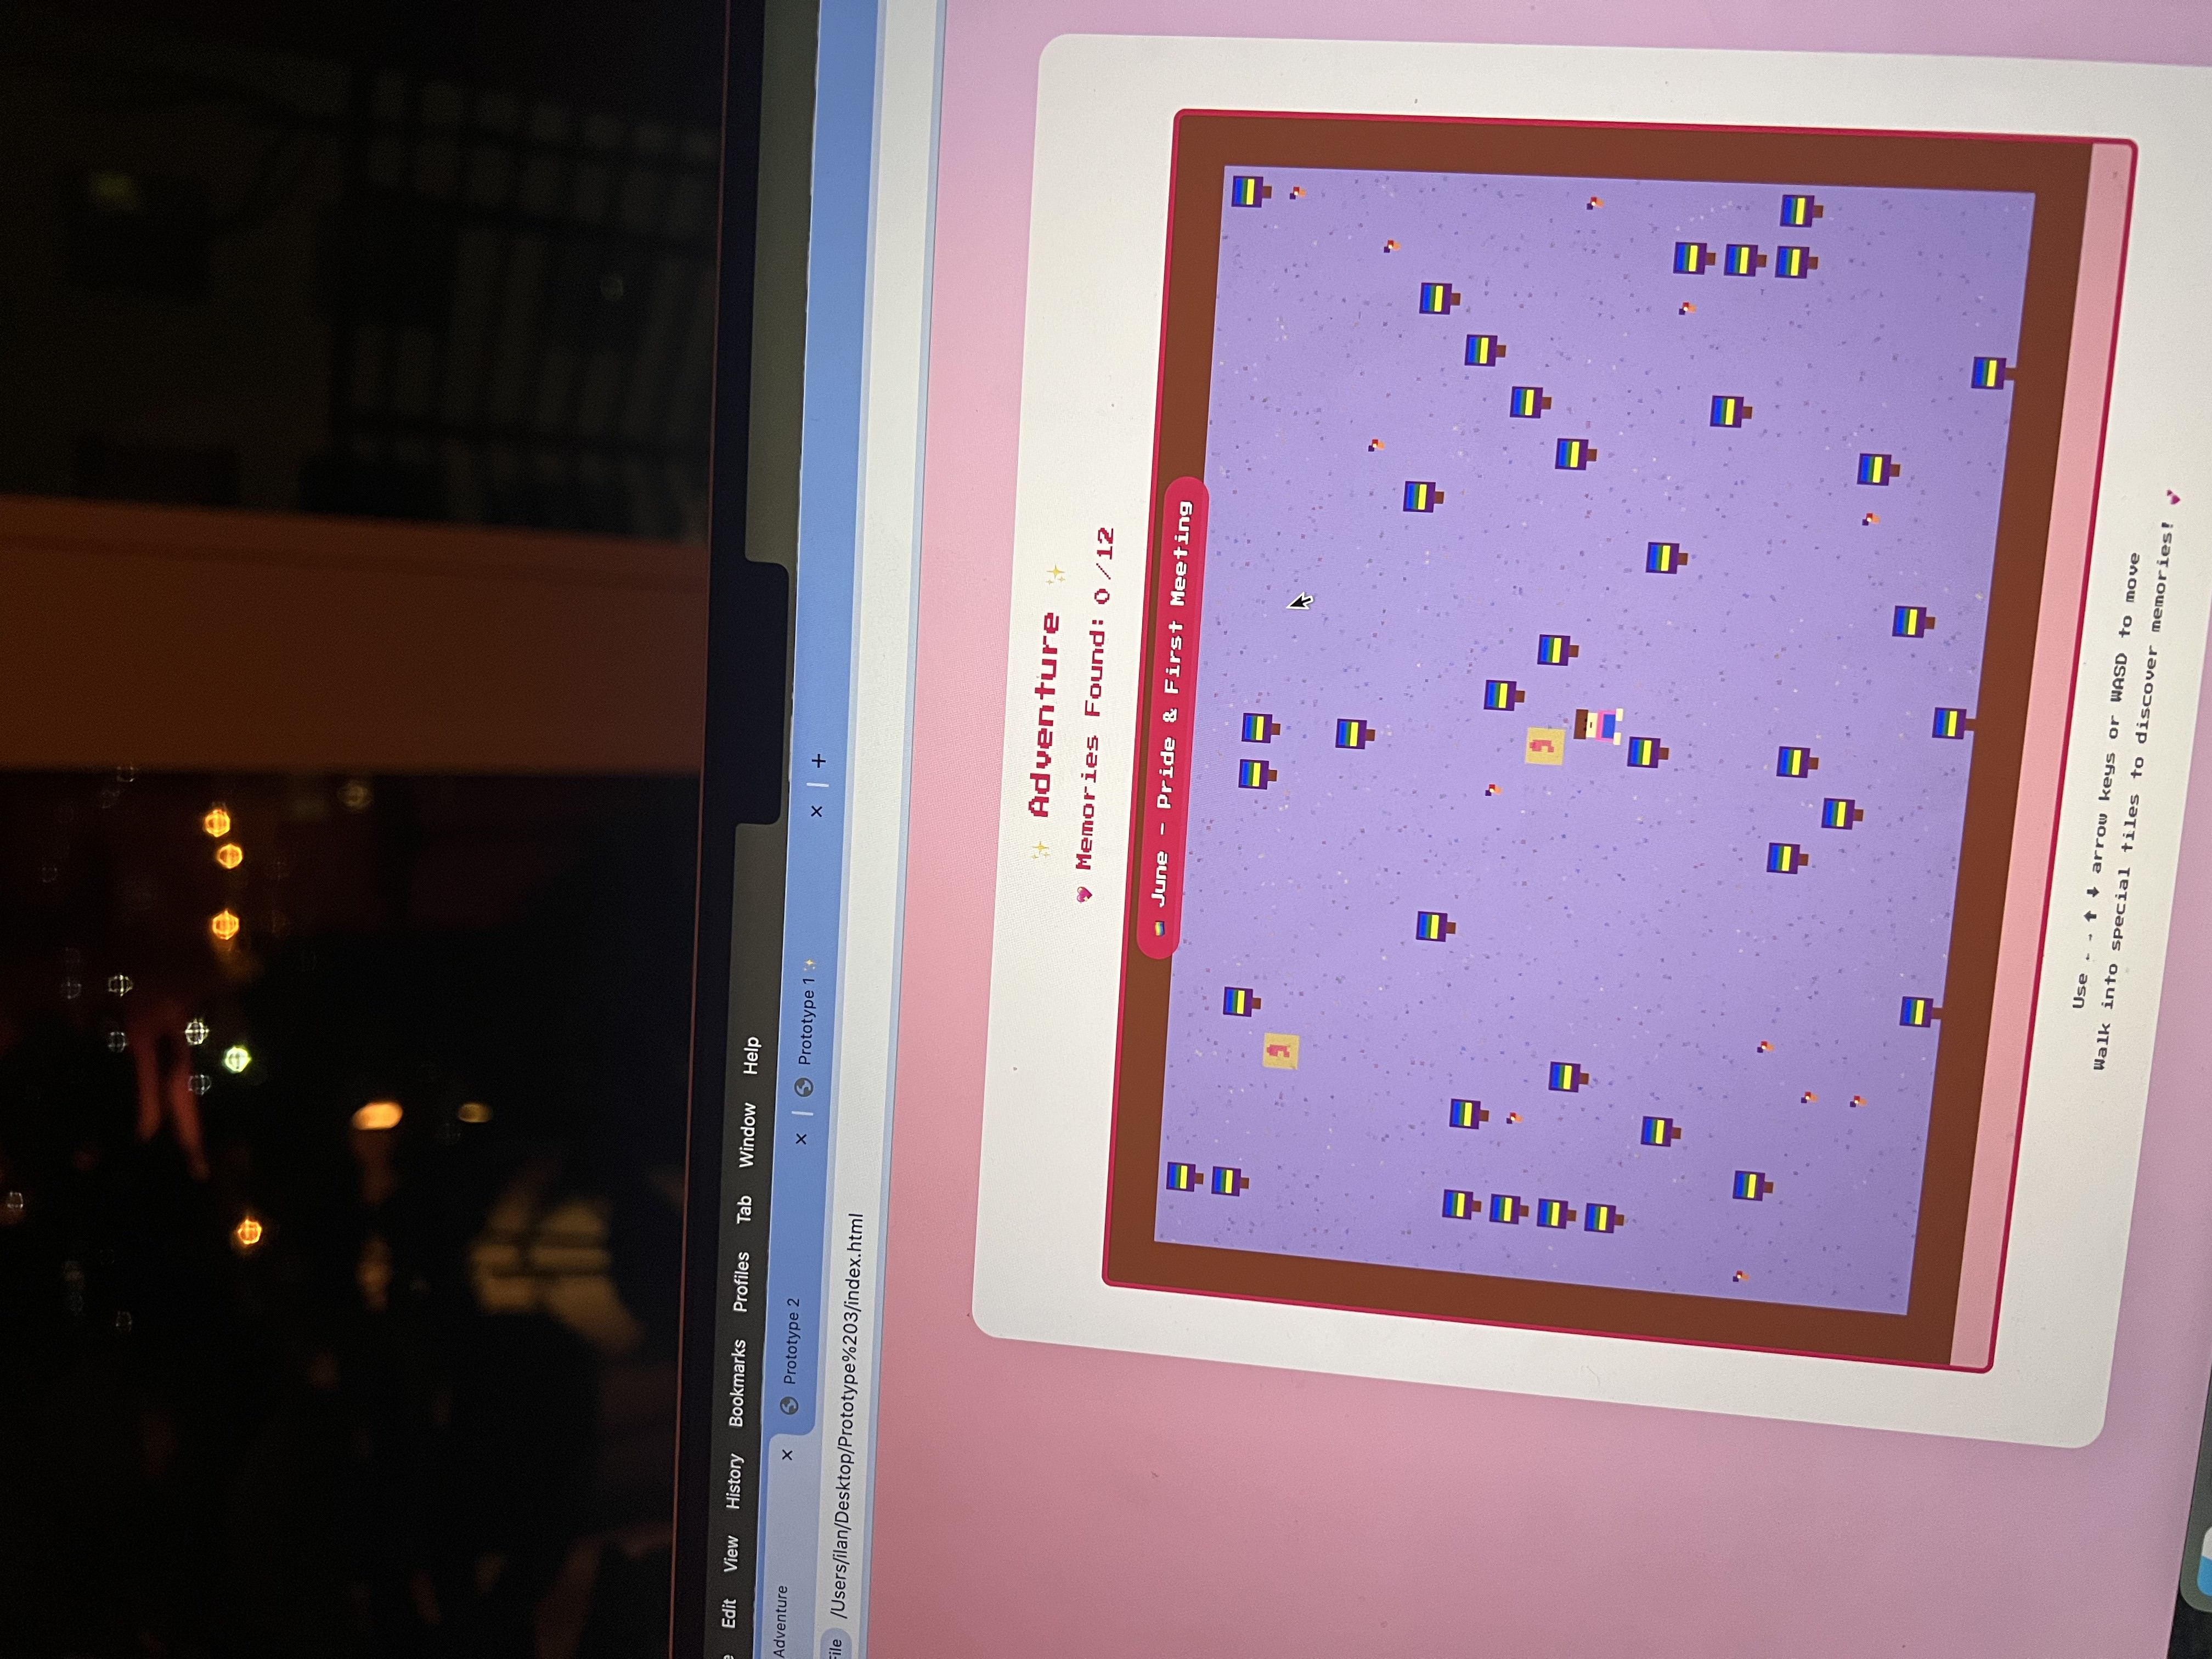 Edit View History Bookmarks Profiles Tab Window Help
Adventure Prototype 2 Prototype 1
File /Users/ilan/Desktop/Prototype%203/index.html
Adventure
Memories Found: 0 /12
June - Pride & First Meeting
Use ← → ↑ ↓ arrow keys or WASD to move
Walk into special tiles to discover memories!